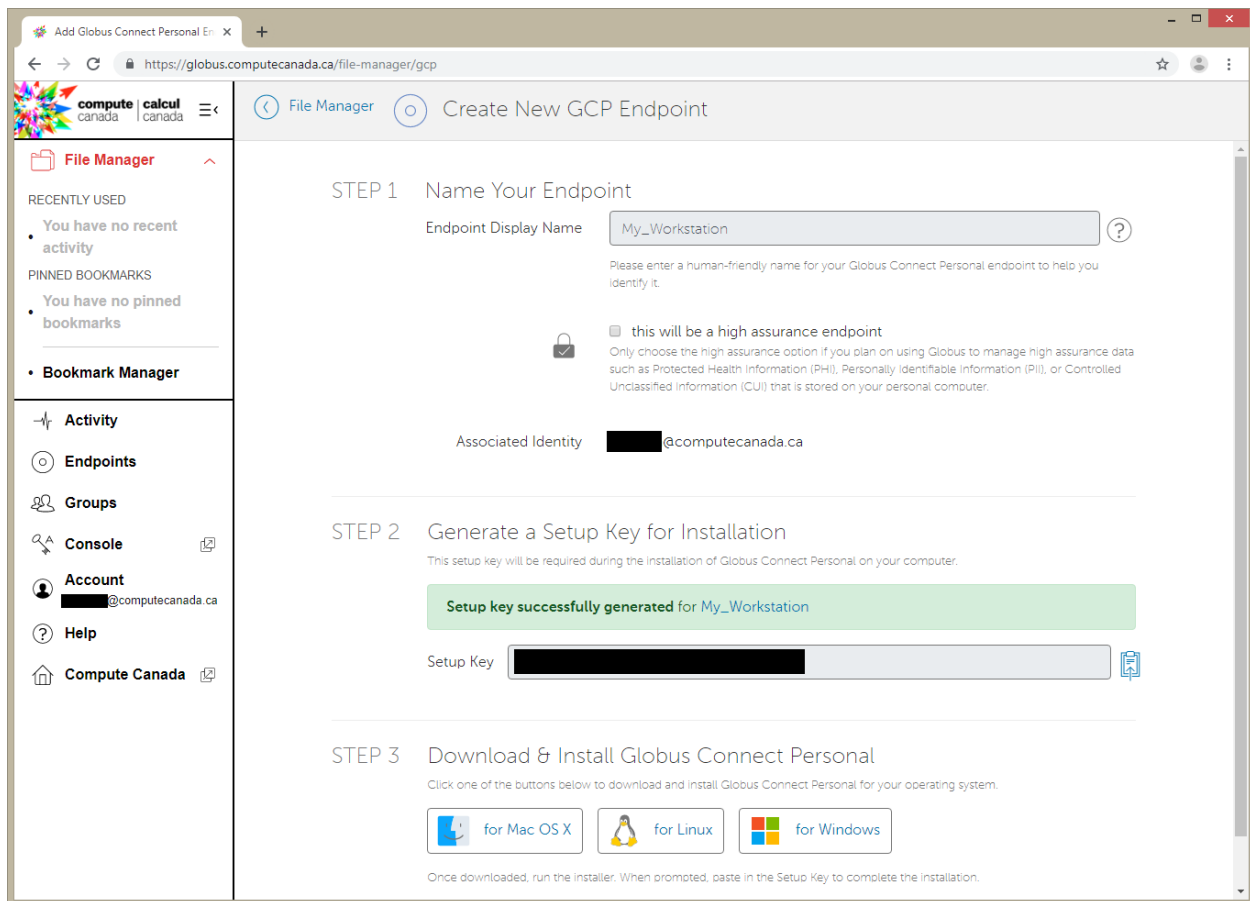 Add Globus Connect Personal En
https://globus.computecanada.ca/file-manager/gcp
compute | calcul
canada | canada
File Manager
Create New GCP Endpoint
File Manager
RECENTLY USED
You have no recent
activity
PINNED BOOKMARKS
You have no pinned
bookmarks
Bookmark Manager
Activity
Endpoints
Groups
Console
Account
@computecanada.ca
Help
Compute Canada
STEP 1 Name Your Endpoint
Endpoint Display Name My_Workstation
Please enter a human-friendly name for your Globus Connect Personal endpoint to help you
identify it.
this will be a high assurance endpoint
Only choose the high assurance option if you plan on using Globus to manage high assurance data
such as Protected Health Information (PHI), Personally Identifiable Information (PII), or Controlled
Unclassified Information (CUI) that is stored on your personal computer.
Associated Identity @computecanada.ca
STEP 2 Generate a Setup Key for Installation
This setup key will be required during the installation of Globus Connect Personal on your computer.
Setup key successfully generated for My_Workstation
Setup Key
STEP 3 Download & Install Globus Connect Personal
Click one of the buttons below to download and install Globus Connect Personal for your operating system.
for Mac OS X for Linux for Windows
Once downloaded, run the installer. When prompted, paste in the Setup Key to complete the installation.